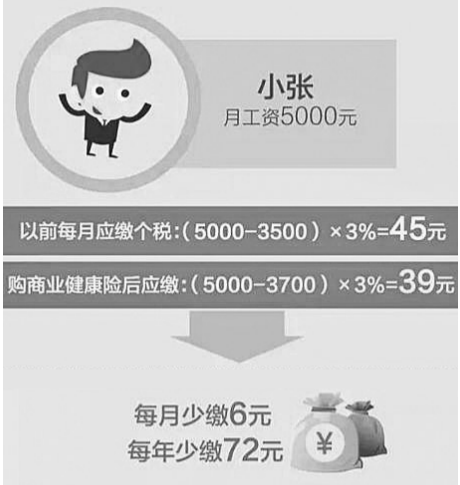 小张
月工资5000元
以前每月应缴个税:(5000-3500)×3%=45元
购商业健康险后应缴:(5000-3700)×3%=39元
每月少缴6元
每年少缴72元
¥